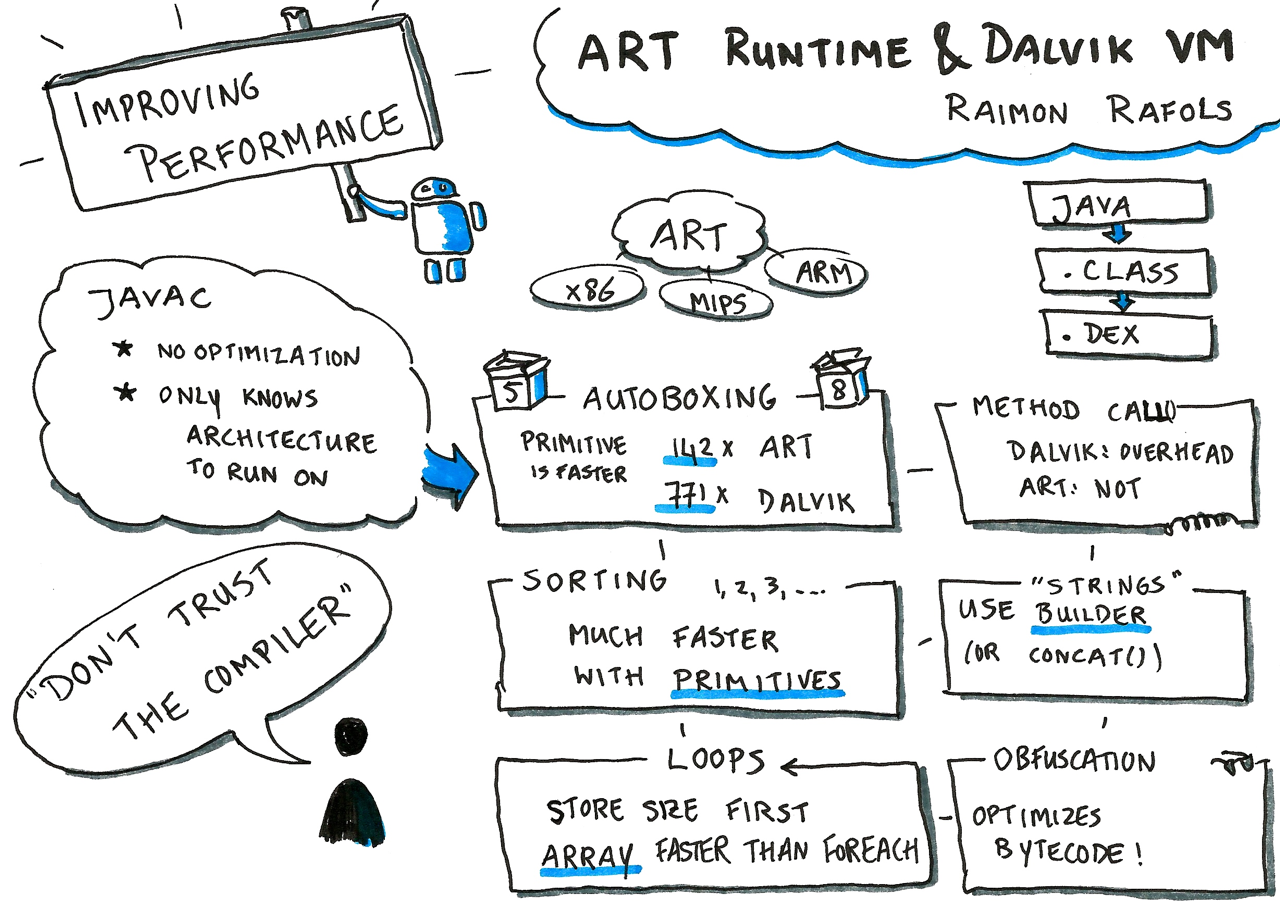 IMPROVING
PERFORMANCE
ART RUNTIME & DALVIK VM
RAIMON RAFOLS
JAVA
.CLASS
.DEX
ART
X86
MIPS
ARM
JAVAC
★ NO OPTIMIZATION
★ ONLY KNOWS
ARCHITECTURE
TO RUN ON
5
AUTOBOXING
8
PRIMITIVE
IS FASTER
142 X ART
771 X DALVIK
METHOD CALL()
DALVIK: OVERHEAD
ART: NOT
"DON'T TRUST
THE COMPILER"
SORTING 1, 2, 3, ...
MUCH FASTER
WITH PRIMITIVES
"STRINGS"
USE BUILDER
(OR CONCAT())
LOOPS
STORE SIZE FIRST
ARRAY FASTER THAN FOREACH
OBFUSCATION
OPTIMIZES
BYTECODE!